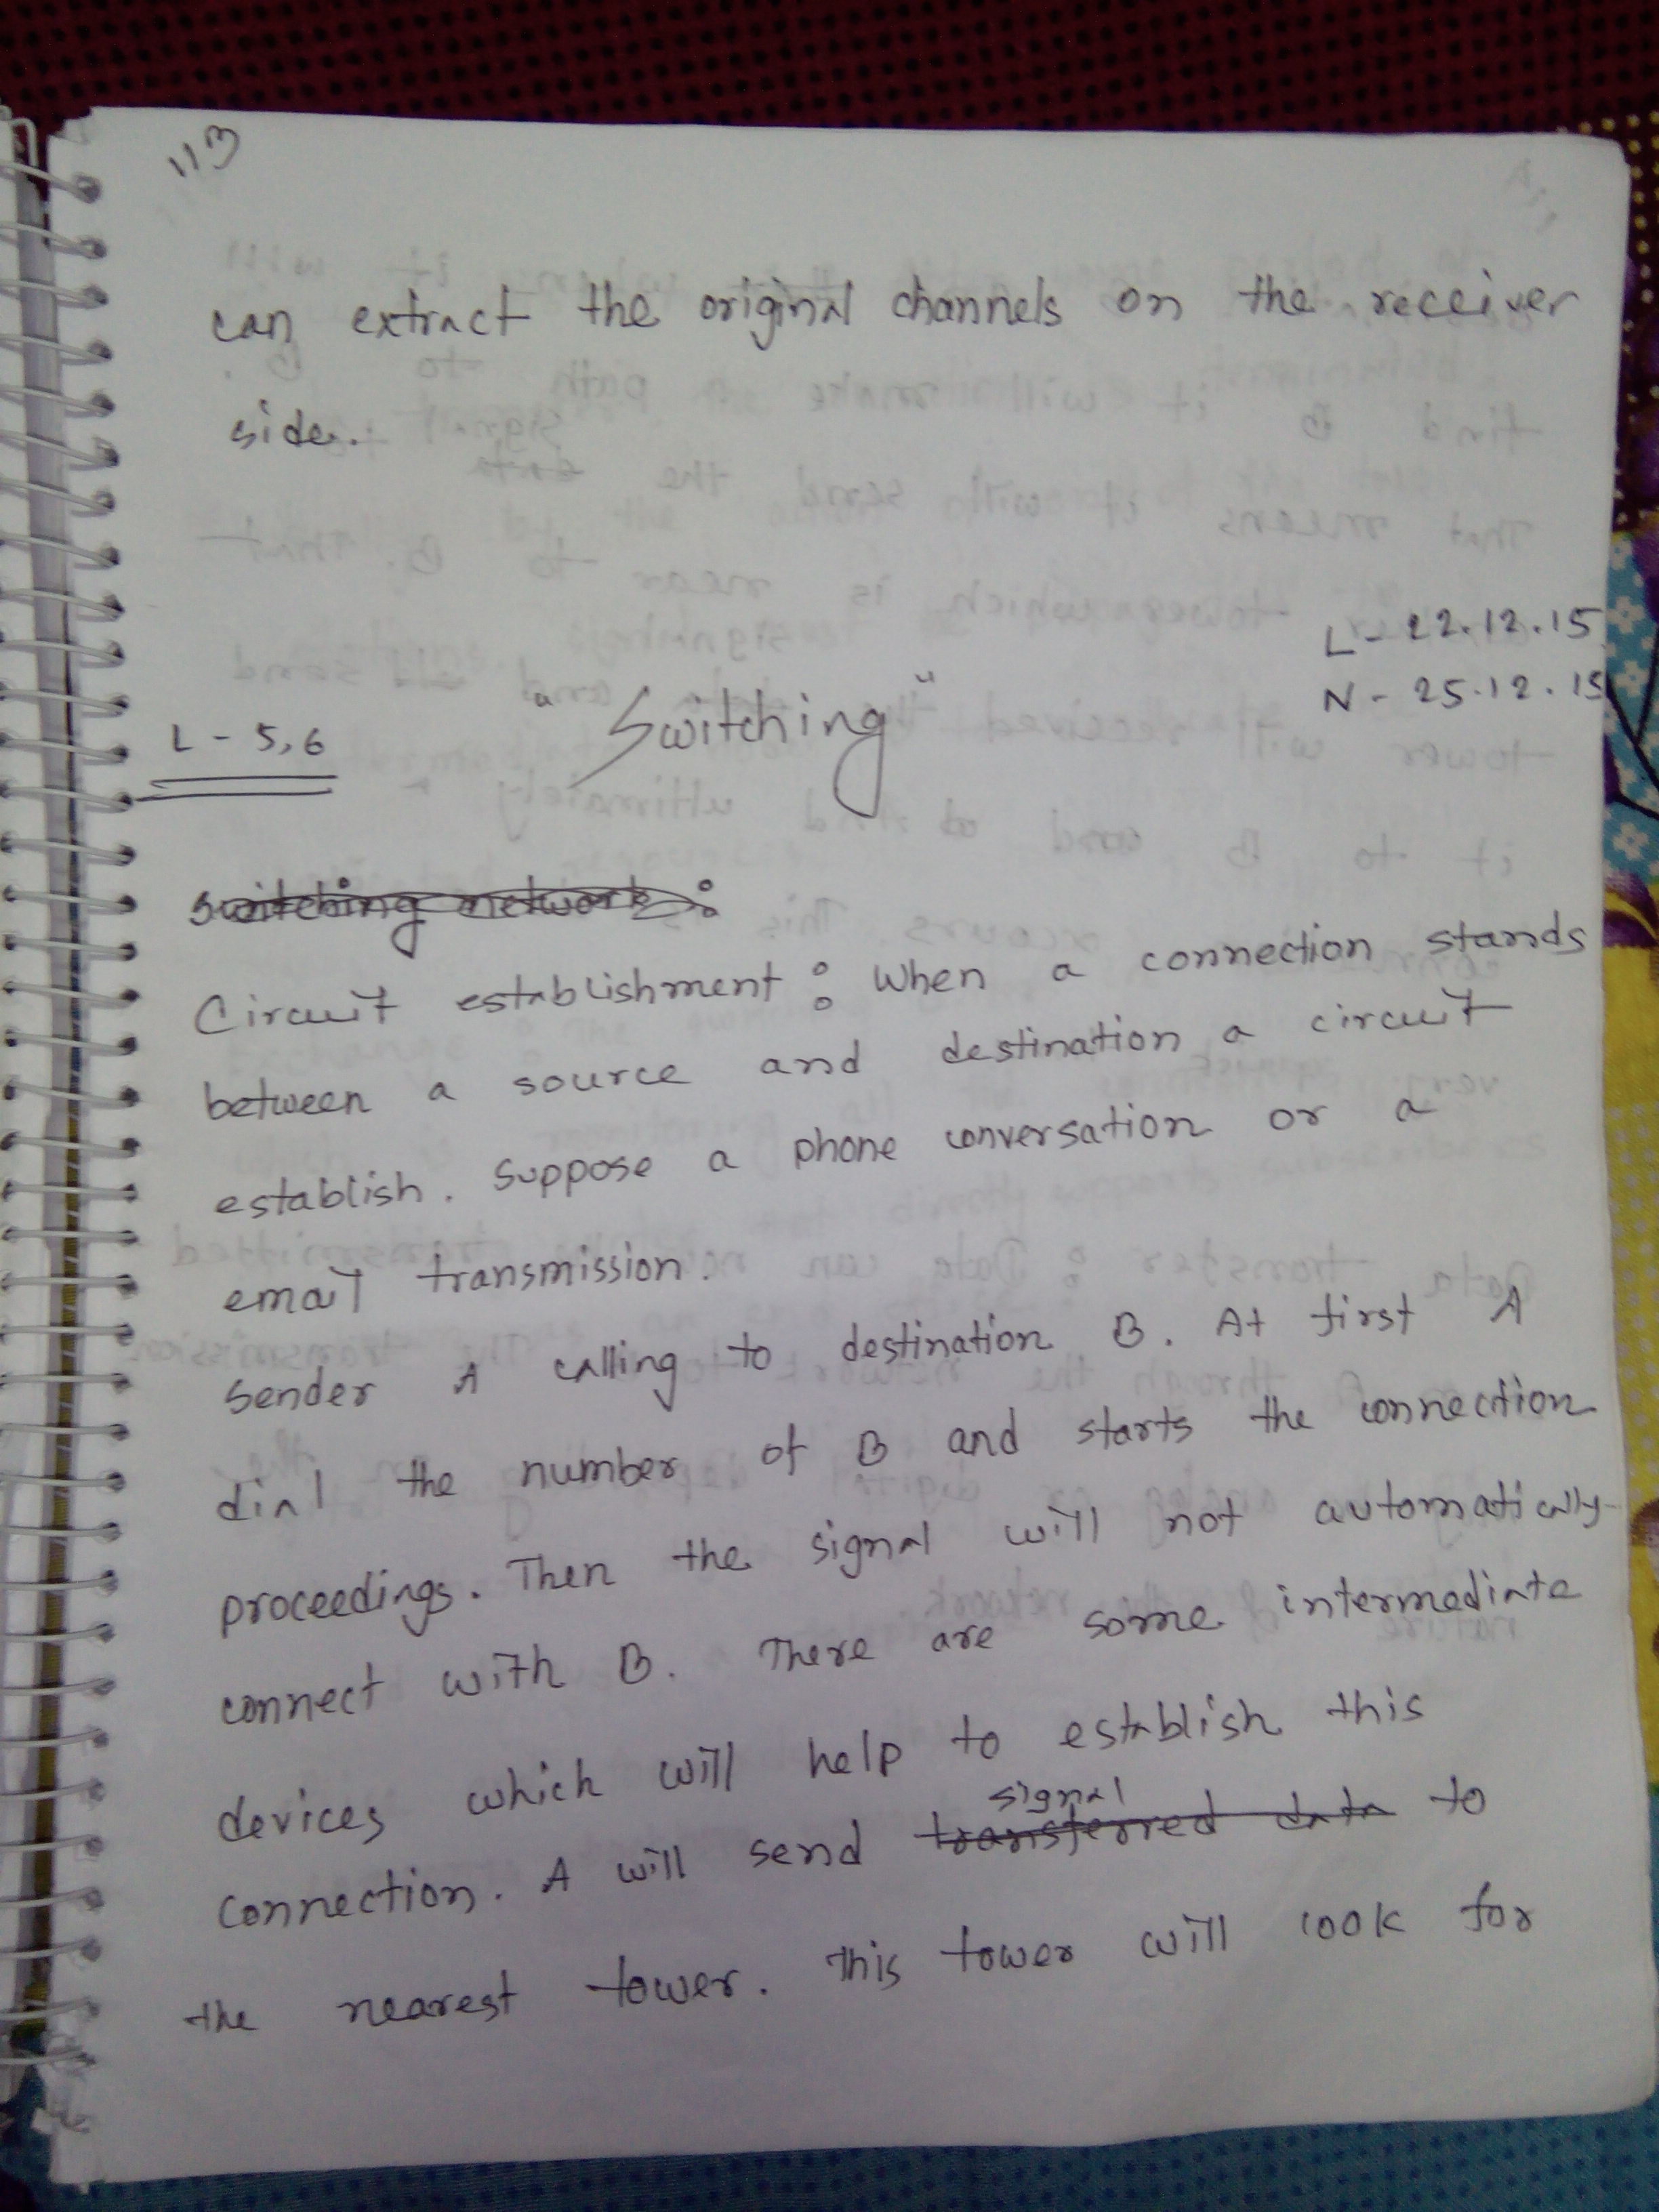 113
can extract the original channels on the receiver
side.
L - 22.12.15
N - 25.12.15
L - 5,6
"Switching"
switching network :
Circuit establishment : When a connection stands
between a source and destination a circuit
establish. Suppose a phone conversation or a
email transmission.
Sender A calling to destination B. At first A
dial the number of B and starts the connection
proceedings. Then the signal will not automatically
connect with B. There are some intermediate
devices which will help to establish this
signal
connection. A will send transferred data to
the nearest tower. This tower will look for